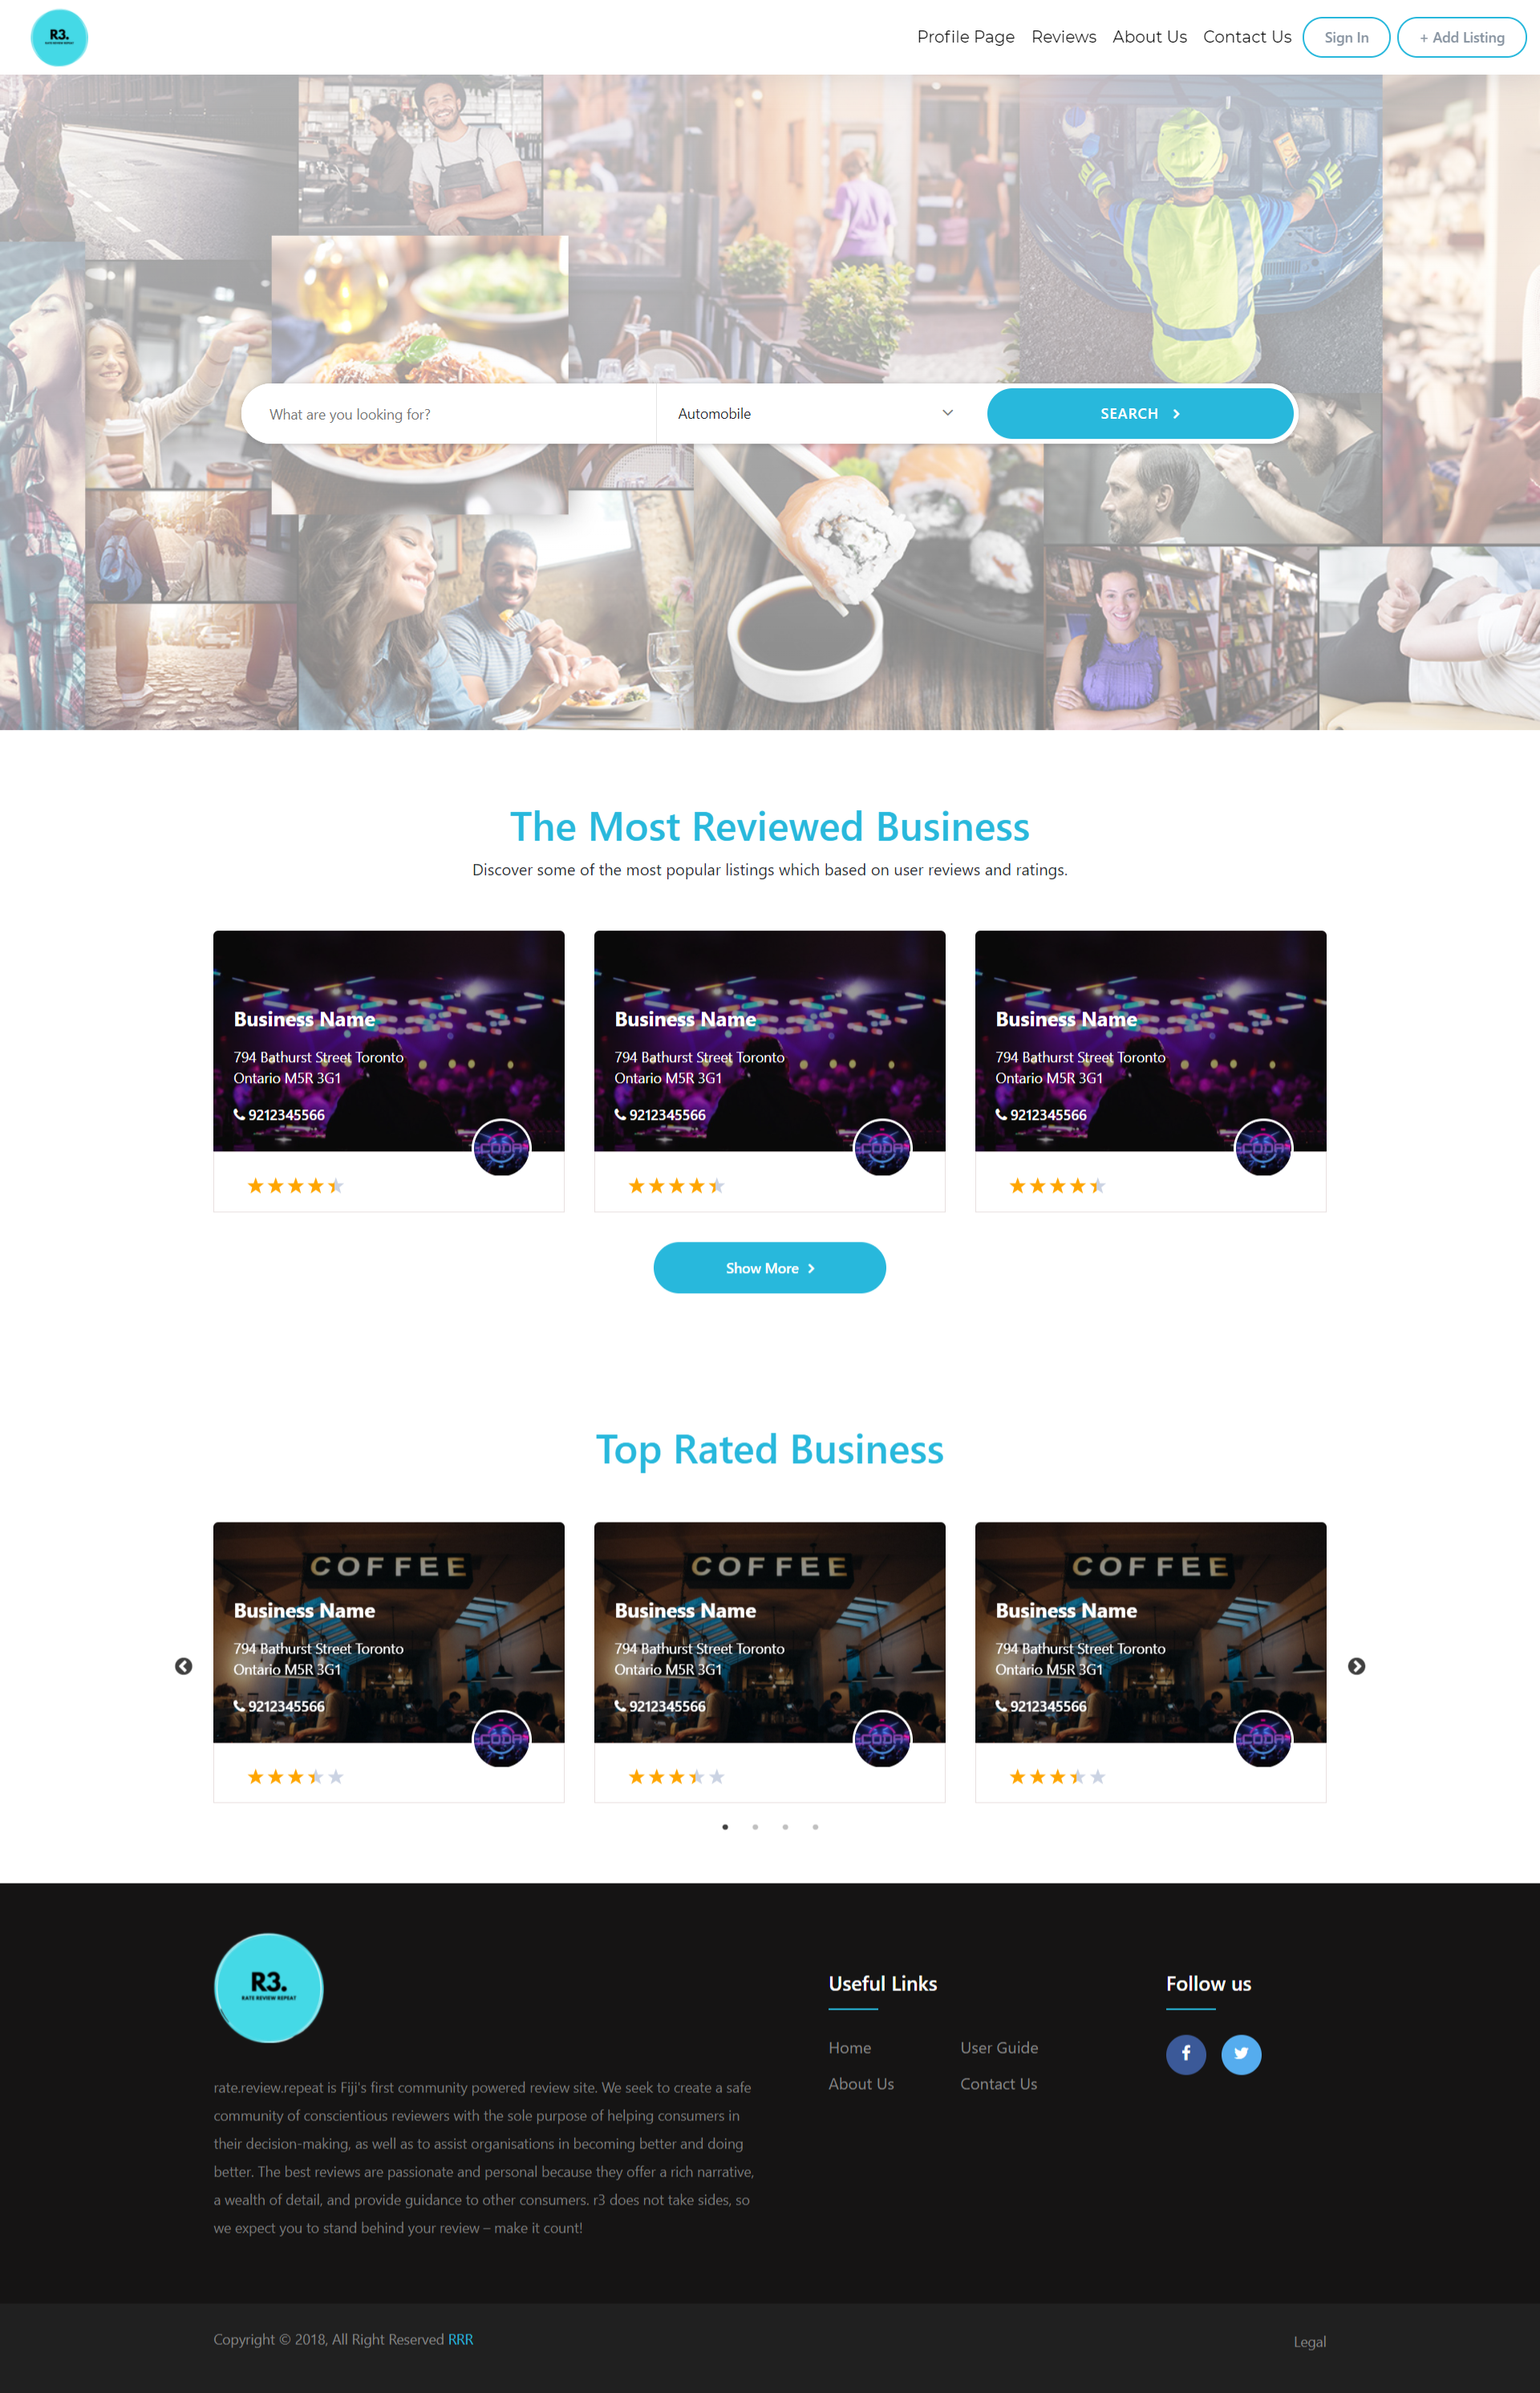 R3.
RATE REVIEW REPEAT
Profile Page Reviews About Us Contact Us Sign In + Add Listing
What are you looking for? Automobile SEARCH
The Most Reviewed Business
Discover some of the most popular listings which based on user reviews and ratings.
Business Name Business Name Business Name
794 Bathurst Street Toronto 794 Bathurst Street Toronto 794 Bathurst Street Toronto
Ontario M5R 3G1 Ontario M5R 3G1 Ontario M5R 3G1
9212345566 9212345566 9212345566
CODA CODA CODA
Show More
Top Rated Business
COFFEE COFFEE COFFEE
Business Name Business Name Business Name
794 Bathurst Street Toronto 794 Bathurst Street Toronto 794 Bathurst Street Toronto
Ontario M5R 3G1 Ontario M5R 3G1 Ontario M5R 3G1
9212345566 9212345566 9212345566
CODA CODA CODA
R3.
RATE REVIEW REPEAT
rate.review.repeat is Fiji's first community powered review site. We seek to create a safe
community of conscientious reviewers with the sole purpose of helping consumers in
their decision-making, as well as to assist organisations in becoming better and doing
better. The best reviews are passionate and personal because they offer a rich narrative,
a wealth of detail, and provide guidance to other consumers. r3 does not take sides, so
we expect you to stand behind your review – make it count!
Useful Links
Home User Guide
About Us Contact Us
Follow us
Copyright © 2018, All Right Reserved RRR
Legal